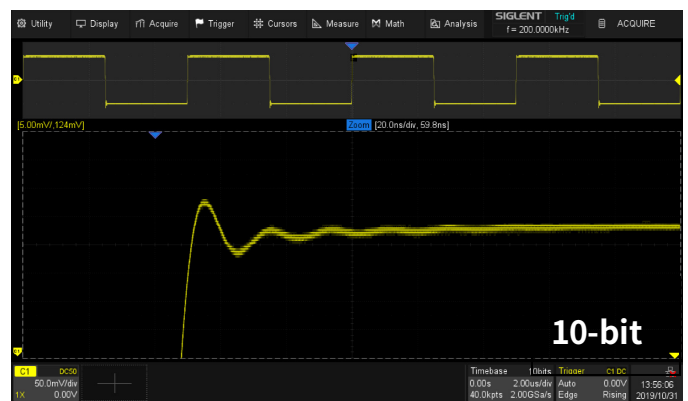 Utility Display Acquire Trigger Cursors Measure Math Analysis SIGLENT Trig'd ACQUIRE
f = 200.0000kHz
[5.00mV/,124mV] Zoom [20.0ns/div, 59.8ns]
10-bit
C1 DC50 Timebase 10bits Trigger C1 DC
50.0mV/div 0.00s 2.00us/div Auto 0.00V 13:56:06
1X 0.00V 40.0kpts 2.00GSa/s Edge Rising 2019/10/31